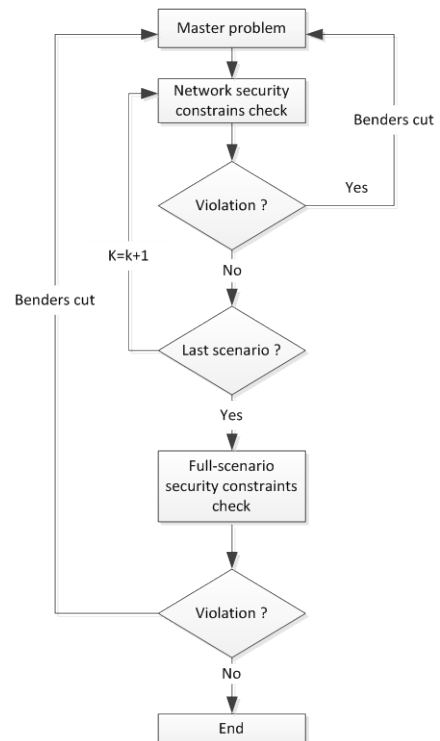 Master problem
Network security
constrains check
Benders cut
Violation ?
Yes
K=k+1
No
Benders cut
Last scenario ?
Yes
Full-scenario
security constraints
check
Violation ?
No
End